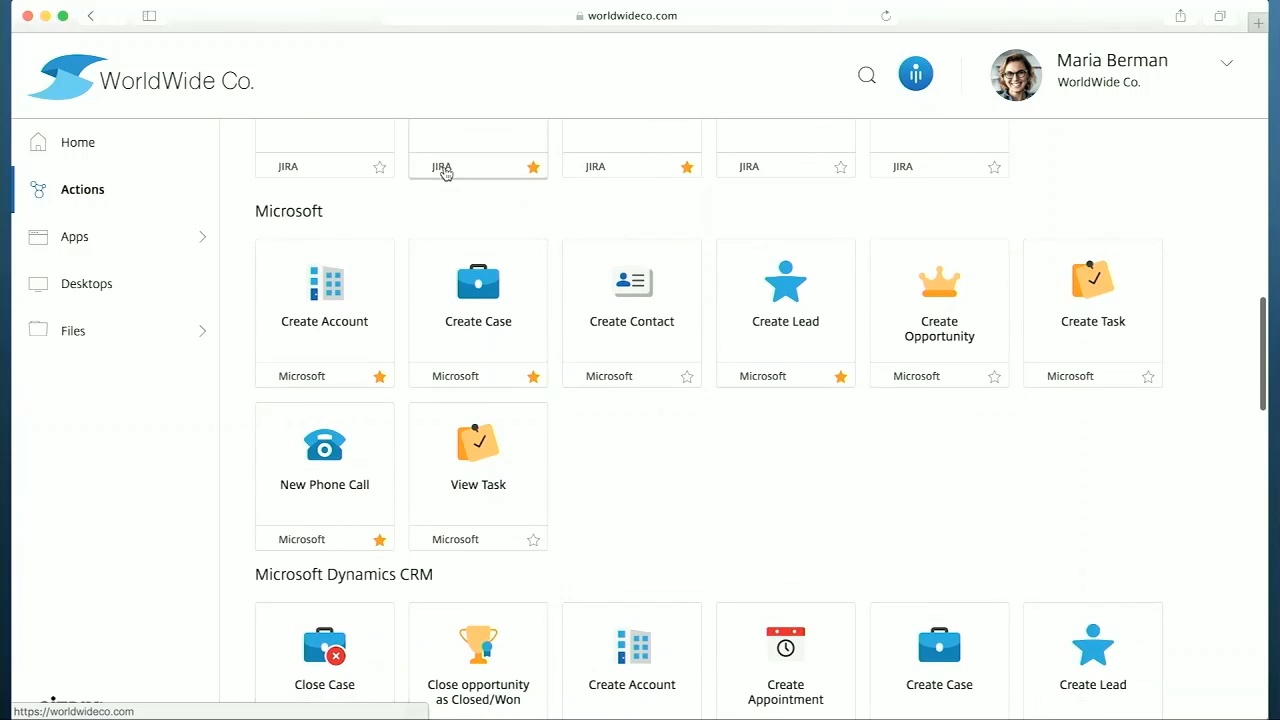 worldwideco.com
WorldWide Co.
Maria Berman
WorldWide Co.
Home
Actions
Apps
Desktops
Files
JIRA
JIRA
JIRA
JIRA
JIRA
Microsoft
Create Account
Create Case
Create Contact
Create Lead
Create
Opportunity
Create Task
Microsoft
Microsoft
Microsoft
Microsoft
Microsoft
Microsoft
New Phone Call
View Task
Microsoft
Microsoft
Microsoft Dynamics CRM
Close Case
Close opportunity
as Closed/Won
Create Account
Create
Appointment
Create Case
Create Lead
https://worldwideco.com